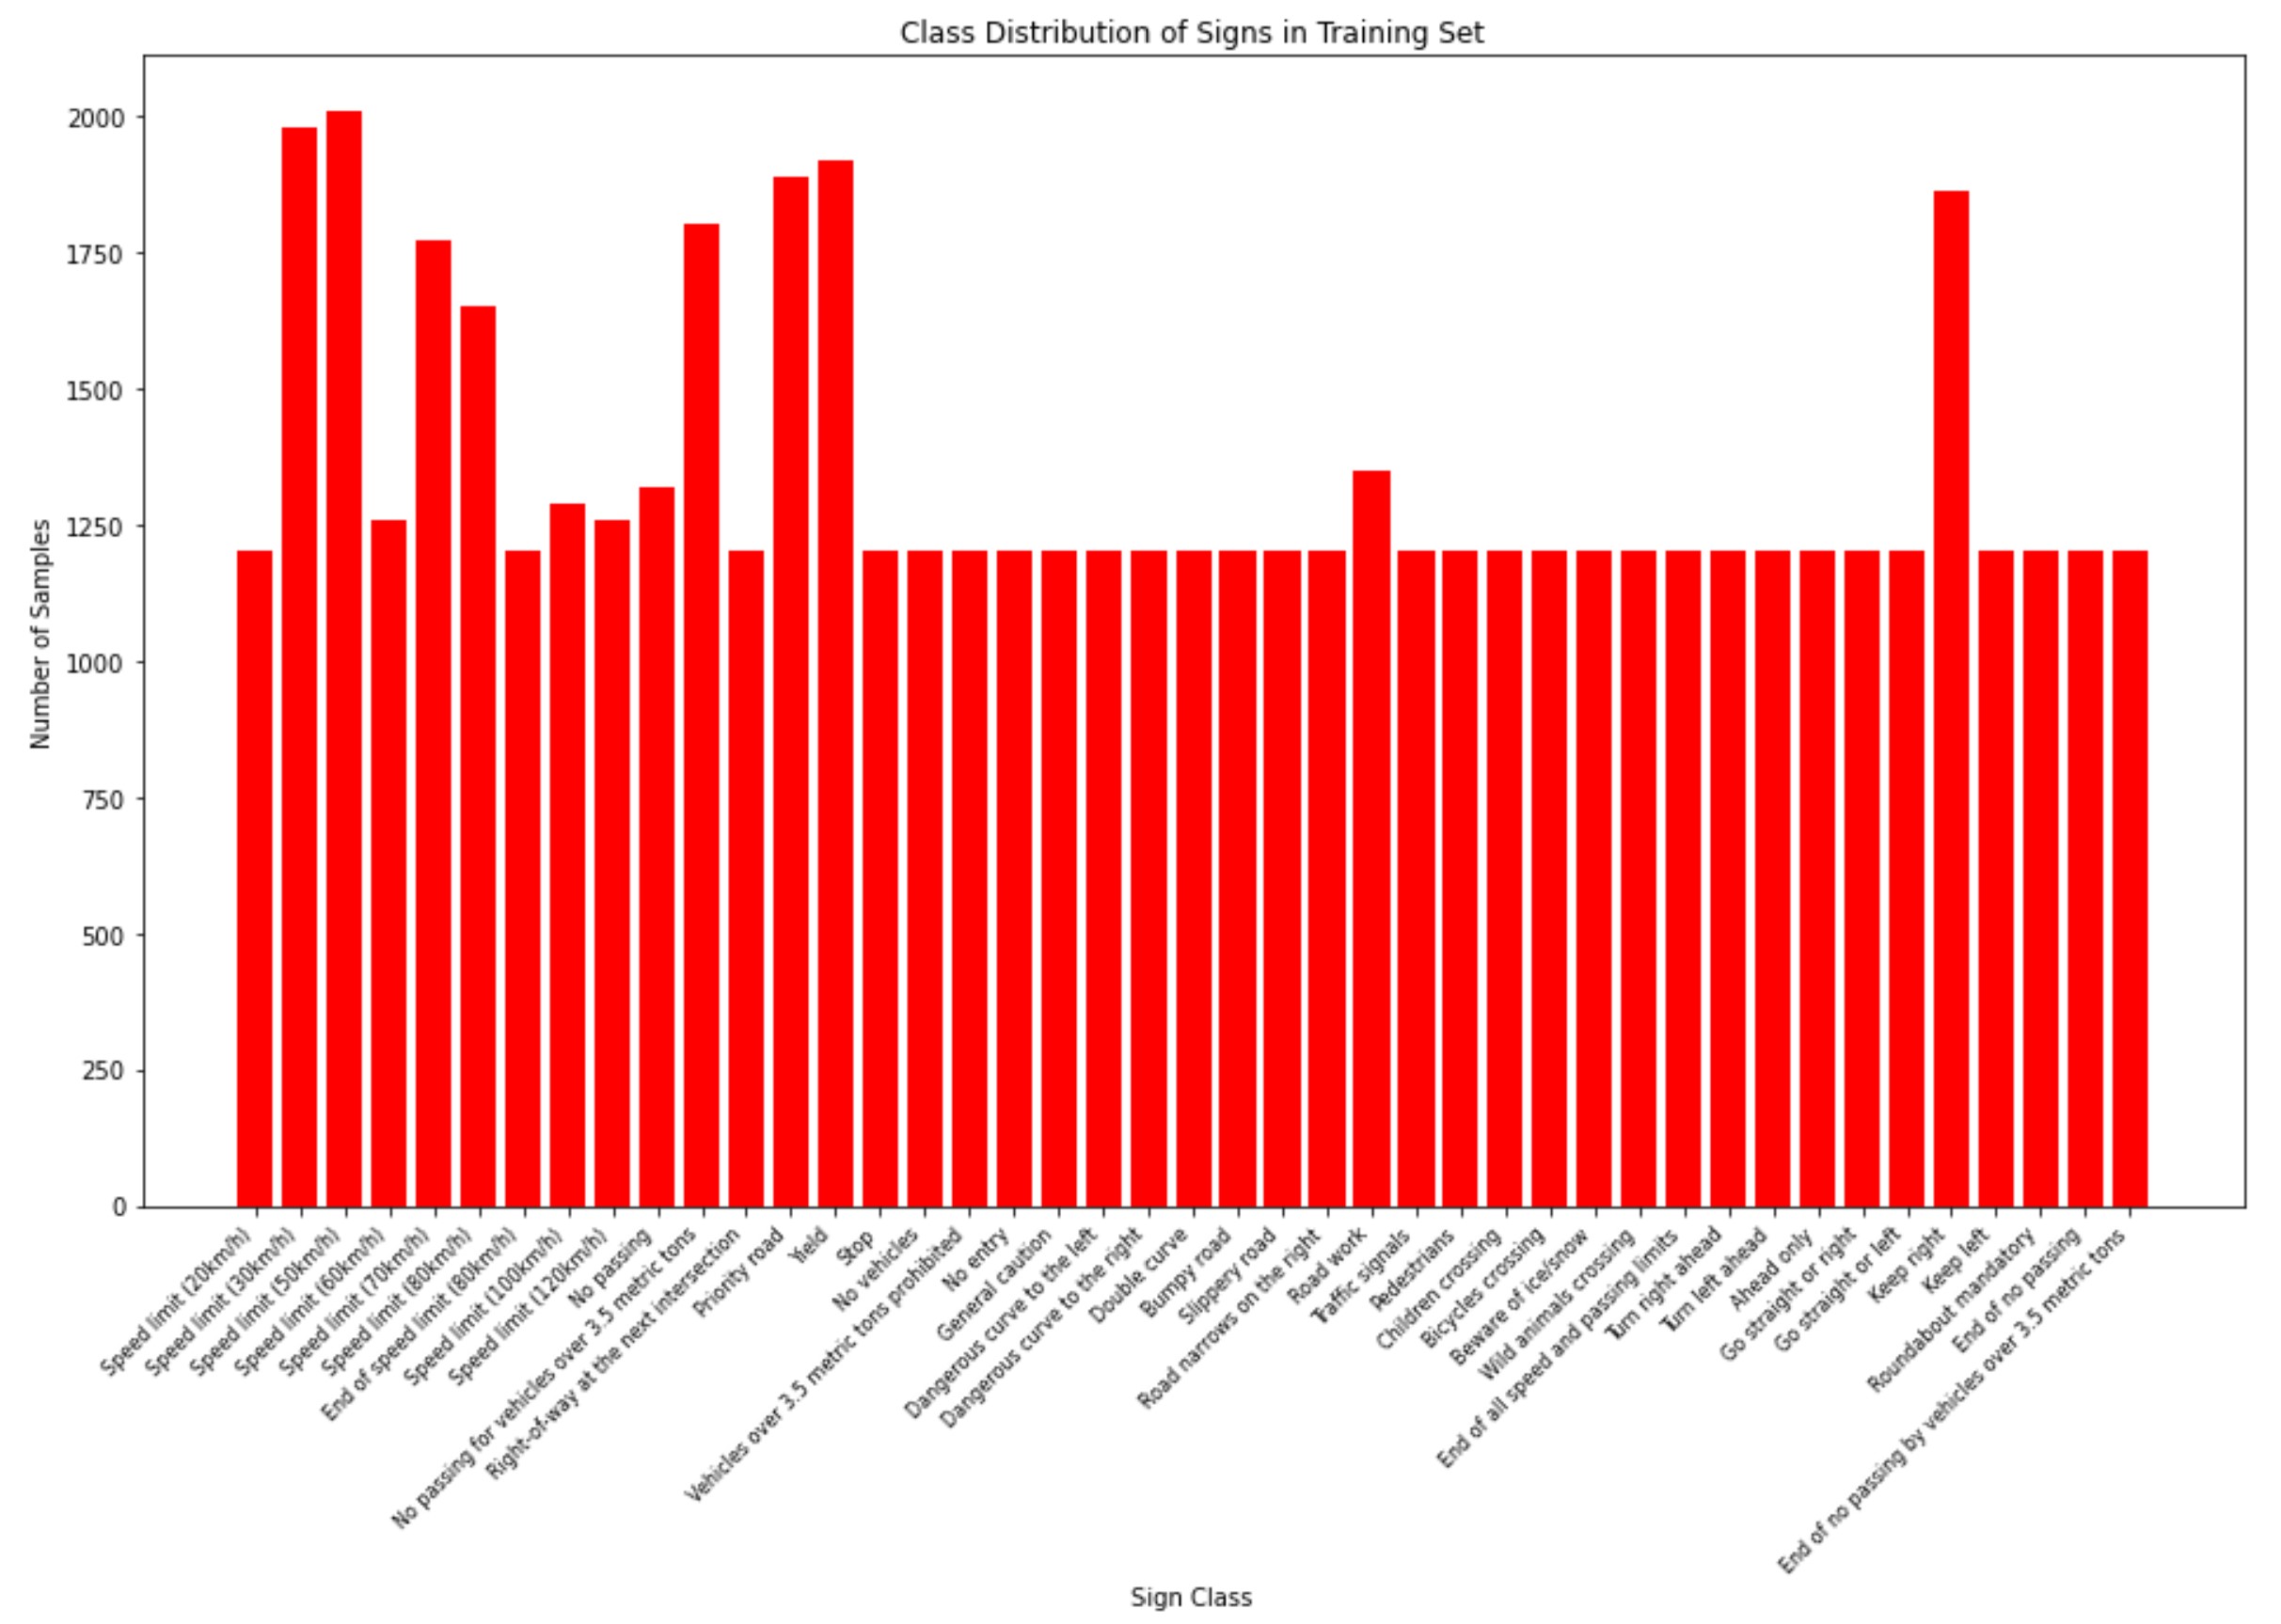 Class Distribution of Signs in Training Set
Number of Samples
2000
1750
1500
1250
1000
750
500
250
0
Speed limit (20km/h)
Speed limit (30km/h)
Speed limit (50km/h)
Speed limit (60km/h)
Speed limit (70km/h)
Speed limit (80km/h)
End of speed limit (80km/h)
Speed limit (100km/h)
Speed limit (120km/h)
No passing
No passing for vehicles over 3.5 metric tons
Right-of-way at the next intersection
Priority road
Yield
Stop
No vehicles
Vehicles over 3.5 metric tons prohibited
No entry
General caution
Dangerous curve to the left
Dangerous curve to the right
Double curve
Bumpy road
Slippery road
Road narrows on the right
Road work
Traffic signals
Pedestrians
Children crossing
Bicycles crossing
Beware of ice/snow
Wild animals crossing
End of all speed and passing limits
Turn right ahead
Turn left ahead
Ahead only
Go straight or right
Go straight or left
Keep right
Keep left
Roundabout mandatory
End of no passing
End of no passing by vehicles over 3.5 metric tons
Sign Class